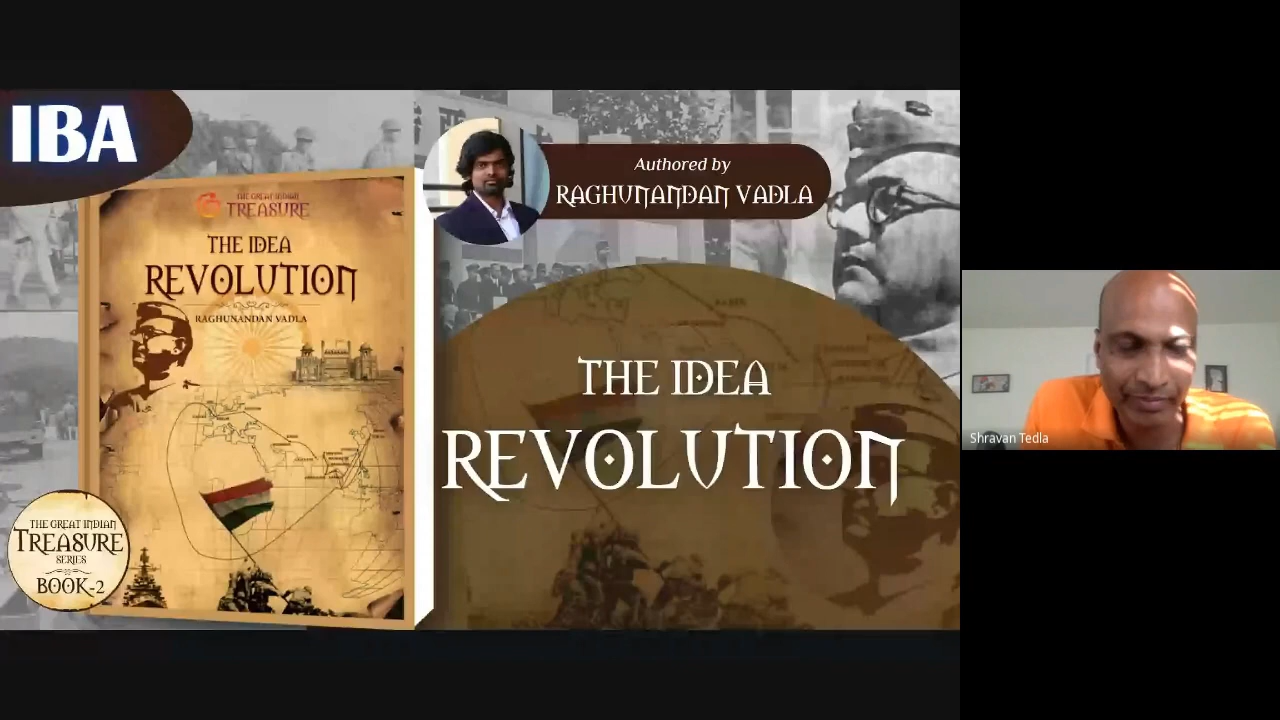 IBA
THE GREAT INDIAN
TREASURE
THE IDEA
REVOLUTION
RAGHUNANDAN VADLA
THE GREAT INDIAN
TREASURE
SERIES
BOOK-2
Authored by
RAGHUNANDAN VADLA
THE IDEA
REVOLUTION
Shravan Tedla